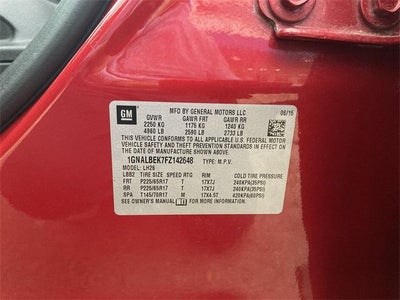 GM
MFD BY GENERAL MOTORS LLC 06/15
GVWR GAWR FRT GAWR RR
2250 KG 1175 KG 1240 KG
4960 LB 2590 LB 2733 LB
THIS VEHICLE CONFORMS TO ALL APPLICABLE U.S. FEDERAL MOTOR
VEHICLE SAFETY, BUMPER, AND THEFT PREVENTION STANDARDS
IN EFFECT ON THE DATE OF MANUFACTURE SHOWN ABOVE.
1GNALBEK7FZ142648 TYPE: M.P.V.
MODEL: LH26
TIRE SIZE SPEED RTG RIM COLD TIRE PRESSURE
FRT P225/65R17 T 17X7J 240KPA(35PSI)
RR P225/65R17 T 17X7J 240KPA(35PSI)
SPA T145/70R17 M 17X4.5T 420KPA(60PSI)
SEE OWNER'S MANUAL